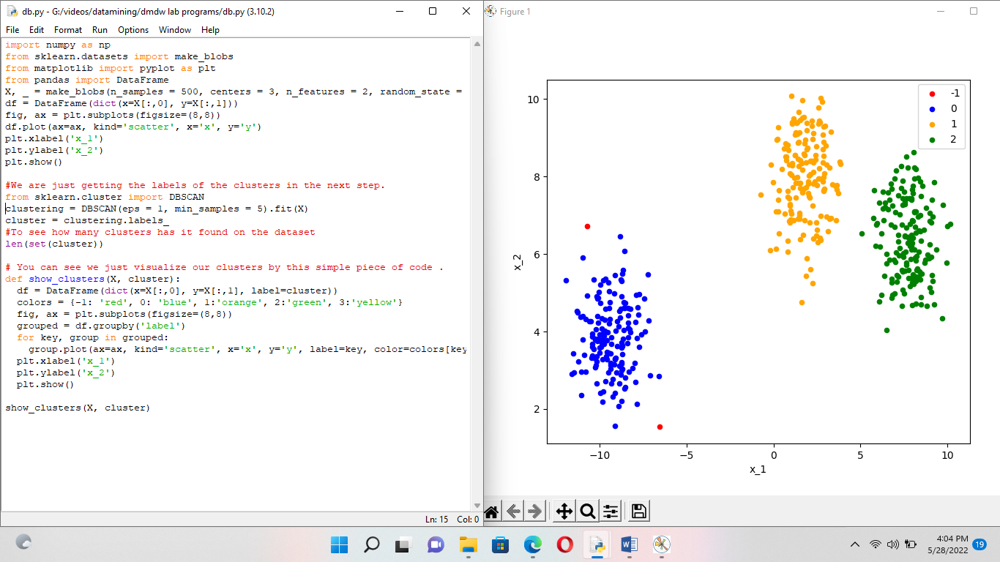 db.py - G:/videos/datamining/dmdw lab programs/db.py (3.10.2)
File Edit Format Run Options Window Help
import numpy as np
from sklearn.datasets import make_blobs
from matplotlib import pyplot as plt
from pandas import DataFrame
X, _ = make_blobs(n_samples = 500, centers = 3, n_features = 2, random_state =
df = DataFrame(dict(x=X[:,0], y=X[:,1]))
fig, ax = plt.subplots(figsize=(8,8))
df.plot(ax=ax, kind='scatter', x='x', y='y')
plt.xlabel('x_1')
plt.ylabel('x_2')
plt.show()
#We are just getting the labels of the clusters in the next step.
from sklearn.cluster import DBSCAN
clustering = DBSCAN(eps = 1, min_samples = 5).fit(X)
cluster = clustering.labels_
#To see how many clusters has it found on the dataset
len(set(cluster))
# You can see we just visualize our clusters by this simple piece of code .
def show_clusters(X, cluster):
  df = DataFrame(dict(x=X[:,0], y=X[:,1], label=cluster))
  colors = {-1: 'red', 0: 'blue', 1:'orange', 2:'green', 3:'yellow'}
  fig, ax = plt.subplots(figsize=(8,8))
  grouped = df.groupby('label')
  for key, group in grouped:
    group.plot(ax=ax, kind='scatter', x='x', y='y', label=key, color=colors[key
  plt.xlabel('x_1')
  plt.ylabel('x_2')
  plt.show()
show_clusters(X, cluster)
Ln: 15 Col: 0
Figure 1
-1
0
1
2
10
8
6
4
2
x_2
−10 −5 0 5 10
x_1
4:04 PM
5/28/2022
19